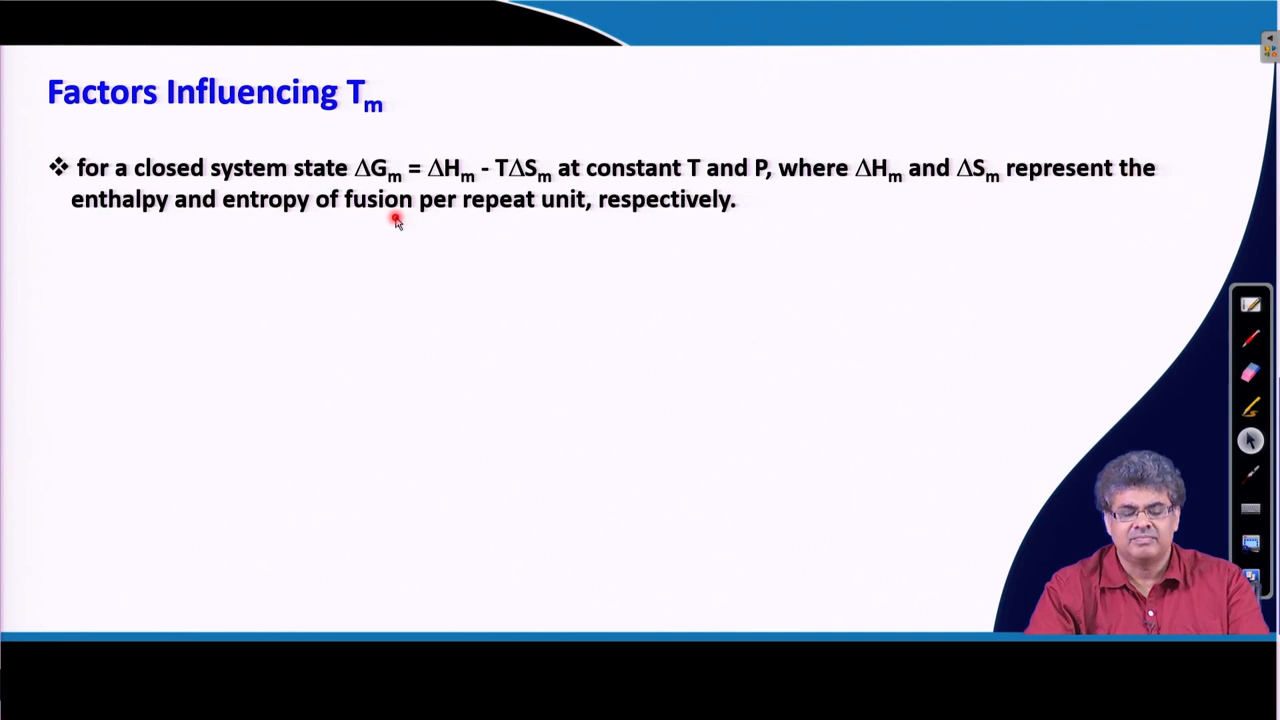 Factors Influencing Tm
❖ for a closed system state ΔGm = ΔHm - TΔSm at constant T and P, where ΔHm and ΔSm represent the
enthalpy and entropy of fusion per repeat unit, respectively.